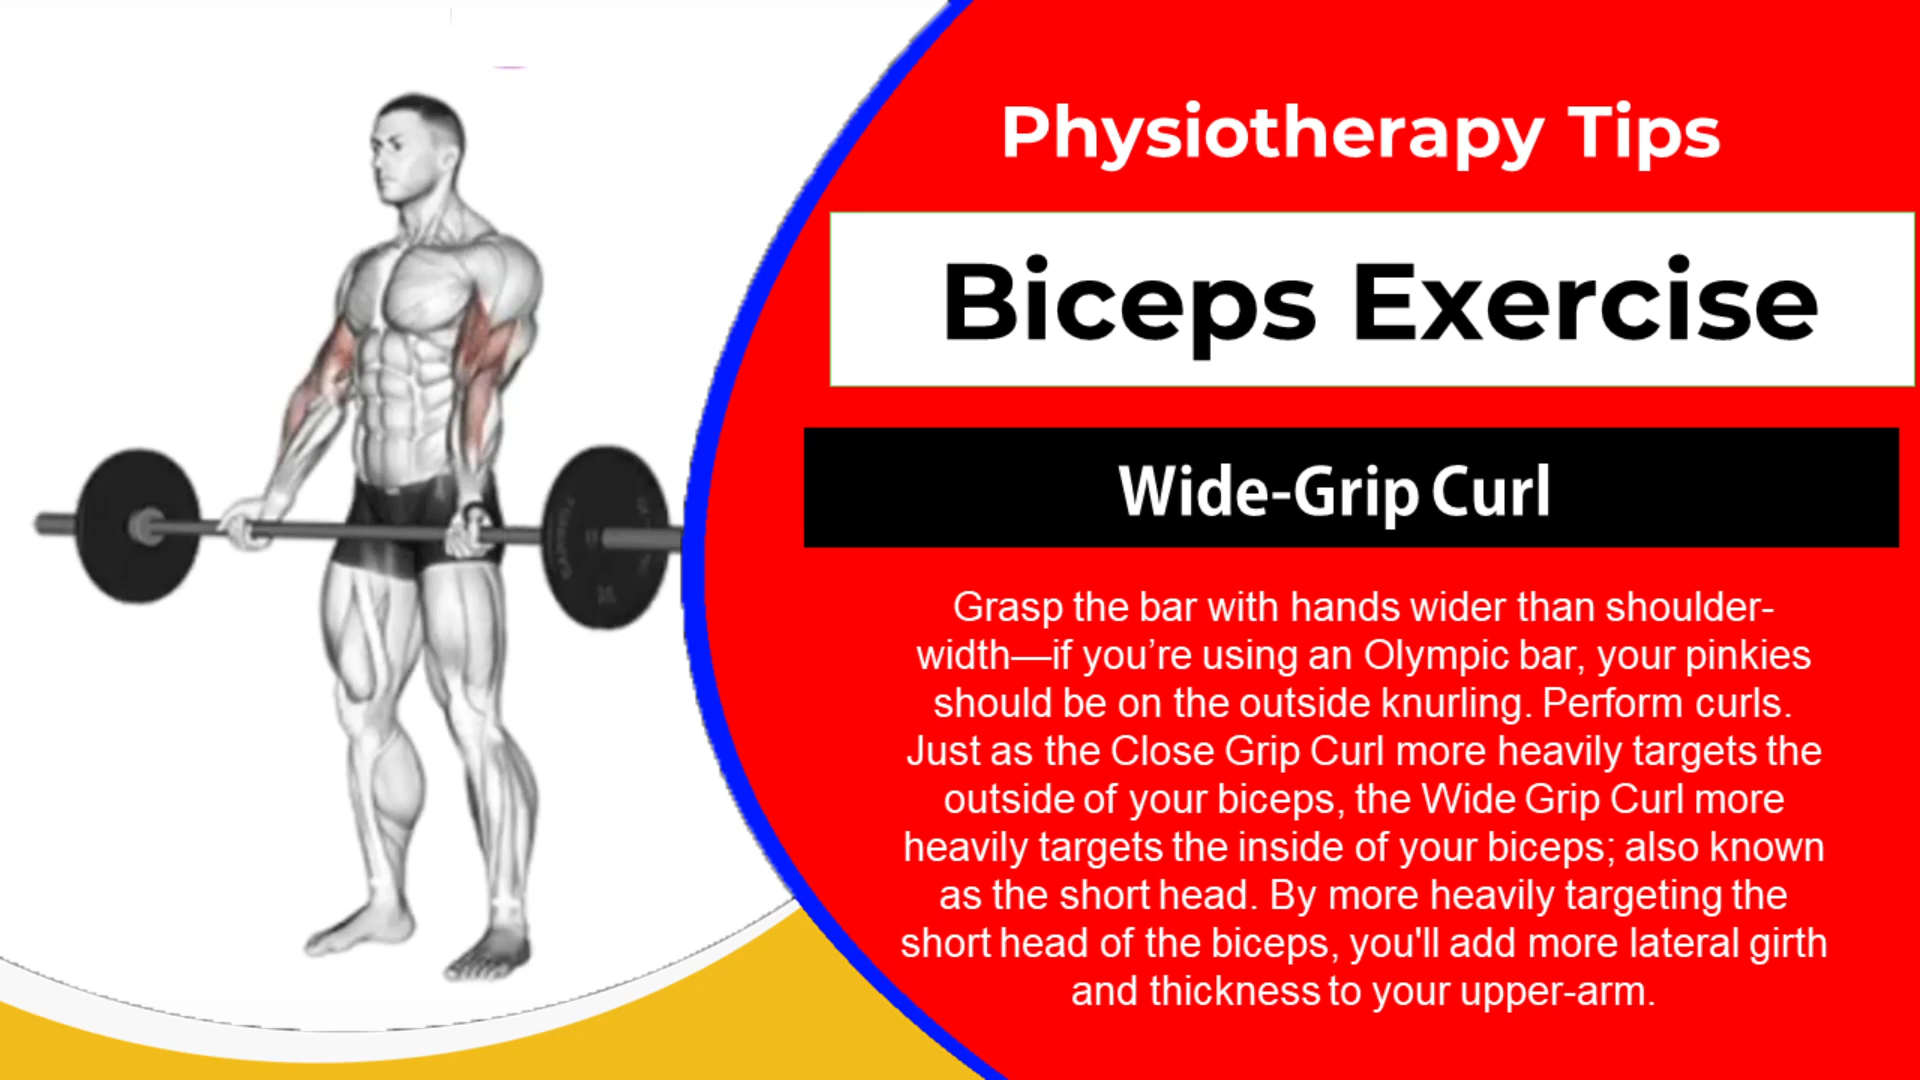 Physiotherapy Tips
Biceps Exercise
Wide-Grip Curl
Grasp the bar with hands wider than shoulder-
width—if you’re using an Olympic bar, your pinkies
should be on the outside knurling. Perform curls.
Just as the Close Grip Curl more heavily targets the
outside of your biceps, the Wide Grip Curl more
heavily targets the inside of your biceps; also known
as the short head. By more heavily targeting the
short head of the biceps, you'll add more lateral girth
and thickness to your upper-arm.